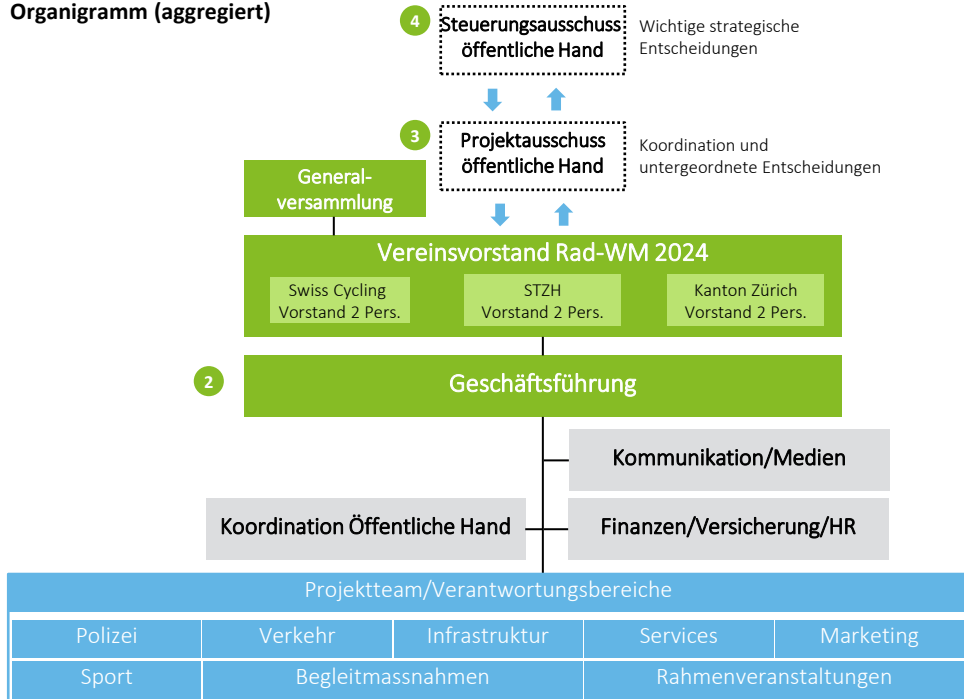 Organigramm (aggregiert)
4
Steuerungsausschuss
öffentliche Hand
Wichtige strategische
Entscheidungen
3
Projektausschuss
öffentliche Hand
Koordination und
untergeordnete Entscheidungen
General-
versammlung
Vereinsvorstand Rad-WM 2024
Swiss Cycling
Vorstand 2 Pers.
STZH
Vorstand 2 Pers.
Kanton Zürich
Vorstand 2 Pers.
2
Geschäftsführung
Kommunikation/Medien
Koordination Öffentliche Hand
Finanzen/Versicherung/HR
Projektteam/Verantwortungsbereiche
Polizei
Verkehr
Infrastruktur
Services
Marketing
Sport
Begleitmassnahmen
Rahmenveranstaltungen